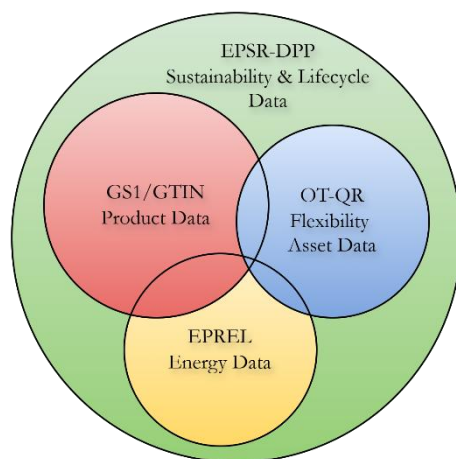 EPSR-DPP
Sustainability & Lifecycle
Data
GS1/GTIN
Product Data
OT-QR
Flexibility
Asset Data
EPREL
Energy Data